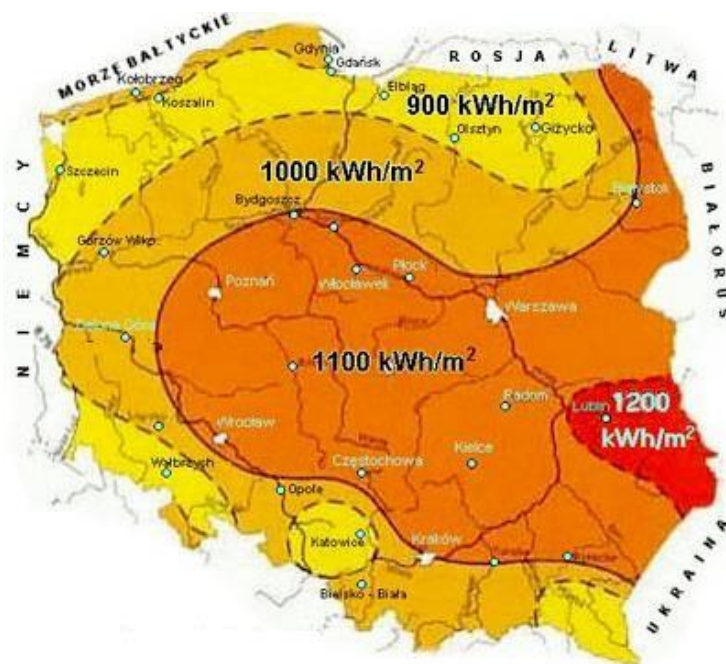 MORZE BAŁTYCKIE
ROSJA
LITWA
Gdynia
Gdańsk
Kołobrzeg
Koszalin
Elbląg
900 kWh/m²
Olsztyn
Giżycko
Szczecin
1000 kWh/m²
Białystok
BIAŁORUŚ
Bydgoszcz
Gorzów Wlkp.
NIEMCY
Poznań
Włocławek
Płock
Warszawa
Zielona Góra
1100 kWh/m²
Radom
Lublin
1200
kWh/m²
Wrocław
Wałbrzych
Częstochowa
Kielce
Opole
Katowice
Kraków
Bielsko - Biała
UKRAINA